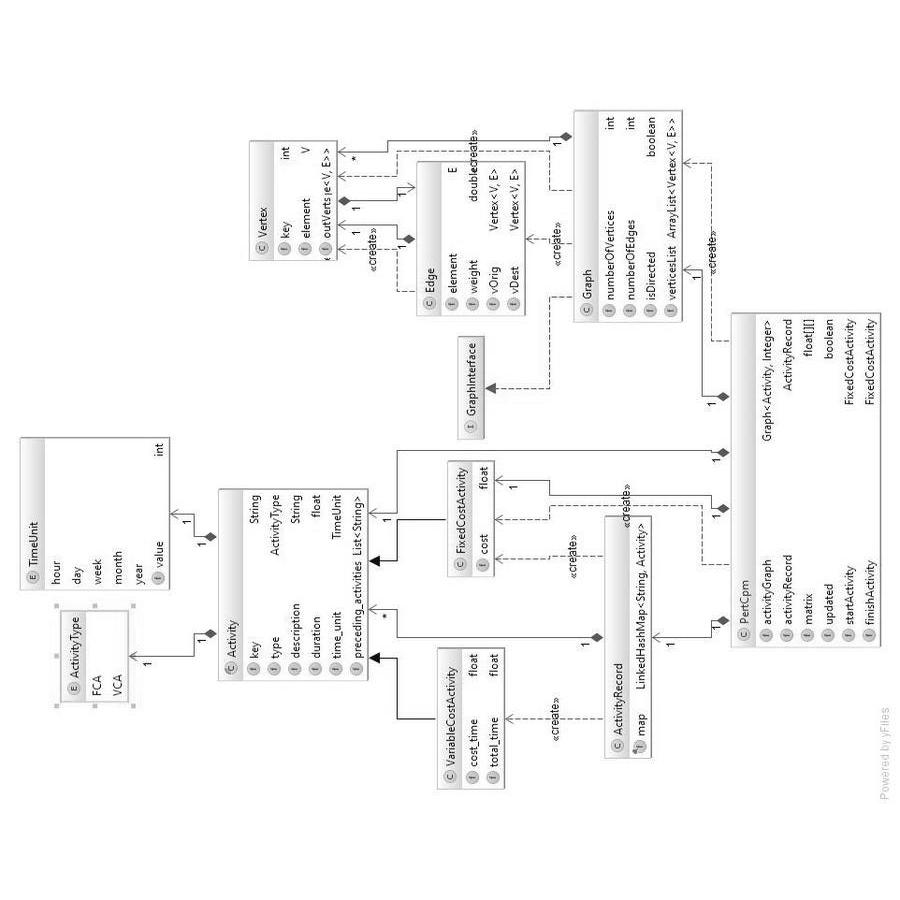 TimeUnit
hour
day
week
month
year
value int
1
ActivityType
FCA
VCA
1
Activity
key String
type ActivityType
description String
duration float
time_unit TimeUnit
preceding_activities List<String>
1
1
1
*
VariableCostActivity
cost_time float
total_time float
FixedCostActivity
cost float
1
«create»
«create»
«create»
ActivityRecord
map LinkedHashMap<String, Activity>
1
1
GraphInterface
Vertex
key int
element V
outVerts
e<V, E>>
*
1
1
1
1
«create»
Edge
element E
weight double
vOrig Vertex<V, E>
vDest Vertex<V, E>
«create»
«create»
Graph
numberOfVertices int
numberOfEdges int
isDirected boolean
verticesList ArrayList<Vertex<V, E>>
1
1
«create»
PertCpm
activityGraph Graph<Activity, Integer>
activityRecord ActivityRecord
matrix float[][]
updated boolean
startActivity FixedCostActivity
finishActivity FixedCostActivity
1
1
1
1
Powered by yFiles